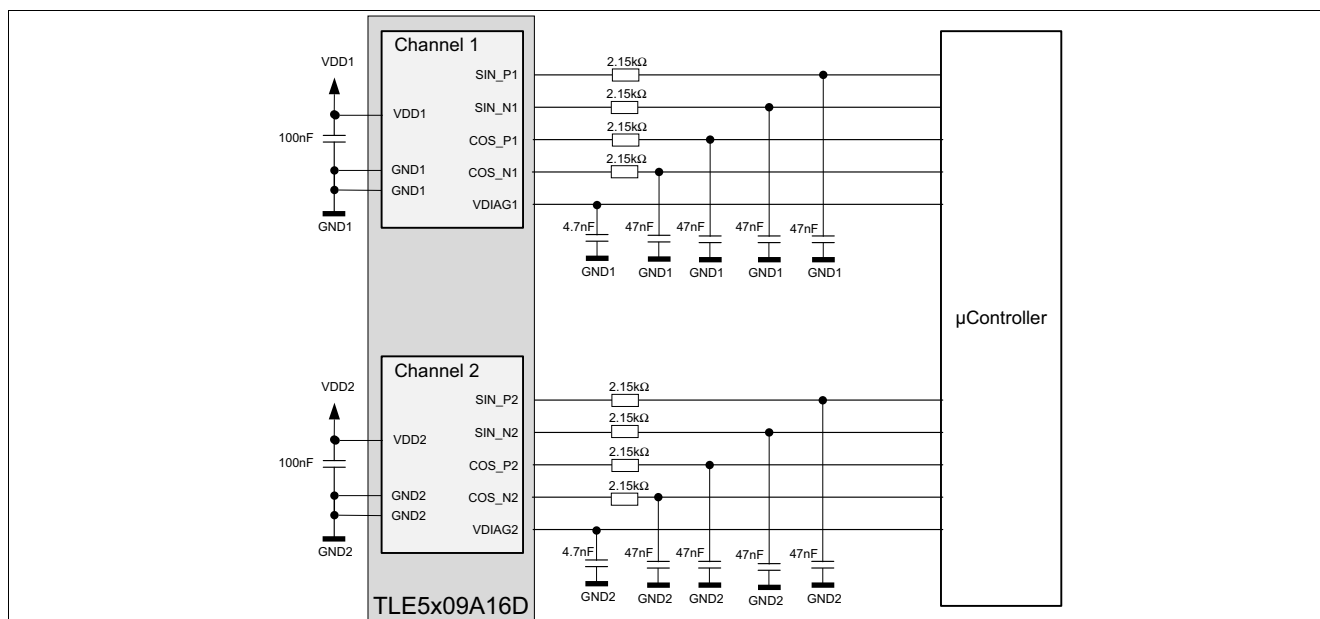 Channel 1
VDD1
2.15kΩ
SIN_P1
2.15kΩ
SIN_N1
VDD1
2.15kΩ
100nF
COS_P1
2.15kΩ
GND1
COS_N1
GND1
VDIAG1
GND1
4.7nF
47nF
47nF
47nF
47nF
GND1
GND1
GND1
GND1
GND1
µController
Channel 2
VDD2
2.15kΩ
SIN_P2
2.15kΩ
SIN_N2
VDD2
2.15kΩ
100nF
COS_P2
2.15kΩ
GND2
COS_N2
GND2
VDIAG2
GND2
4.7nF
47nF
47nF
47nF
47nF
GND2
GND2
GND2
GND2
GND2
TLE5x09A16D